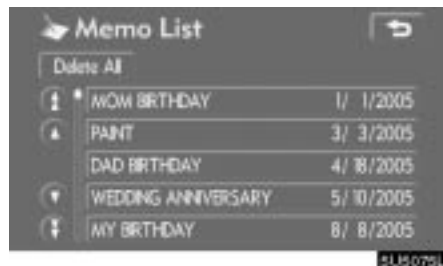 Memo List
Delete All
MOM BIRTHDAY 1/ 1/2005
PAINT 3/ 3/2005
DAD BIRTHDAY 4/18/2005
WEDDING ANNIVERSARY 5/10/2005
MY BIRTHDAY 8/ 8/2005